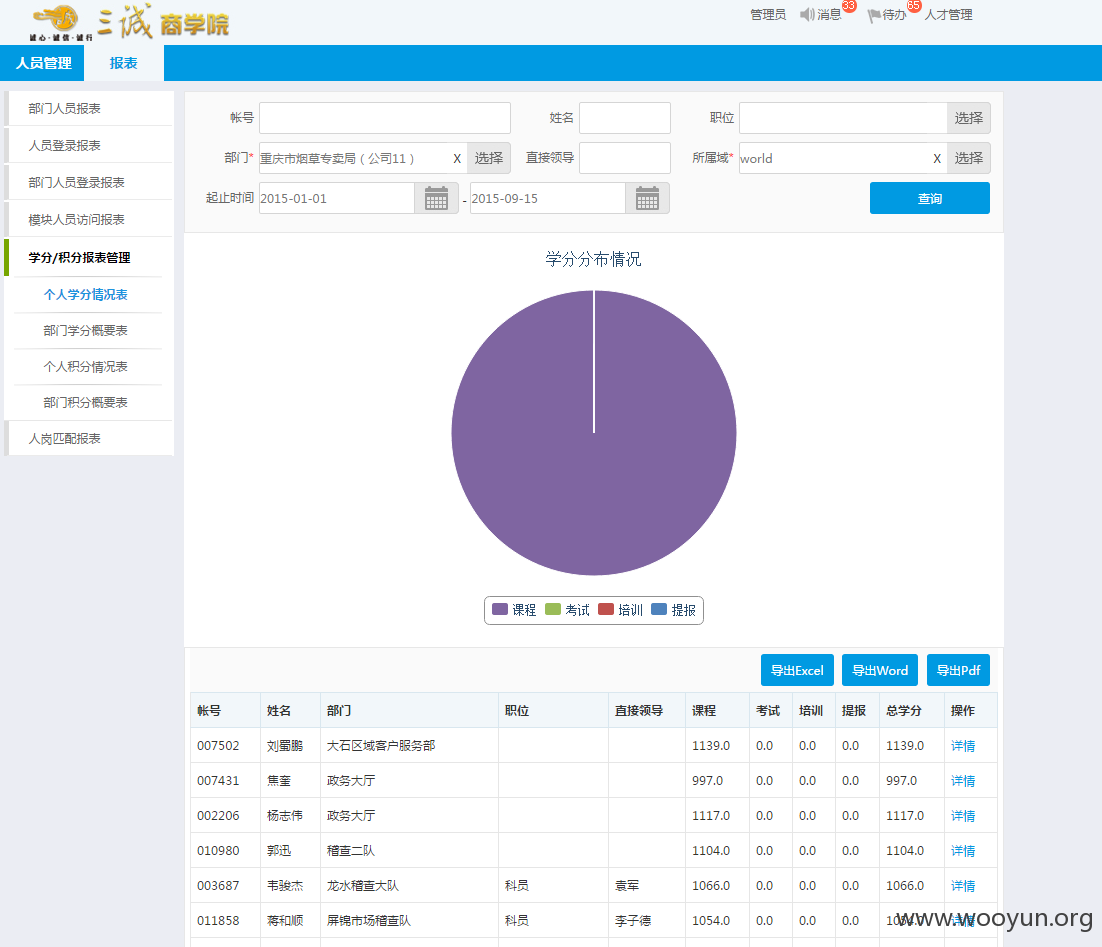 三诚 商学院
诚心·诚信·诚行
管理员 消息 33 待办 65 人才管理
人员管理 报表
部门人员报表
人员登录报表
部门人员登录报表
模块人员访问报表
学分/积分报表管理
个人学分情况表
部门学分概要表
个人积分情况表
部门积分概要表
人岗匹配报表
帐号 姓名 职位 选择
部门* 重庆市烟草专卖局（公司11） X 选择 直接领导 所属域* world X 选择
起止时间 2015-01-01 - 2015-09-15 查询
学分分布情况
课程 考试 培训 提报
导出Excel 导出Word 导出Pdf
帐号 姓名 部门 职位 直接领导 课程 考试 培训 提报 总学分 操作
007502 刘蜀鹏 大石区域客户服务部 1139.0 0.0 0.0 0.0 1139.0 详情
007431 焦奎 政务大厅 997.0 0.0 0.0 0.0 997.0 详情
002206 杨志伟 政务大厅 1117.0 0.0 0.0 0.0 1117.0 详情
010980 郭迅 稽查二队 1104.0 0.0 0.0 0.0 1104.0 详情
003687 韦骏杰 龙水稽查大队 科员 袁军 1066.0 0.0 0.0 0.0 1066.0 详情
011858 蒋和顺 屏锦市场稽查队 科员 李子德 1054.0 0.0 0.0 0.0 1054.0 详情
www.wooyun.org